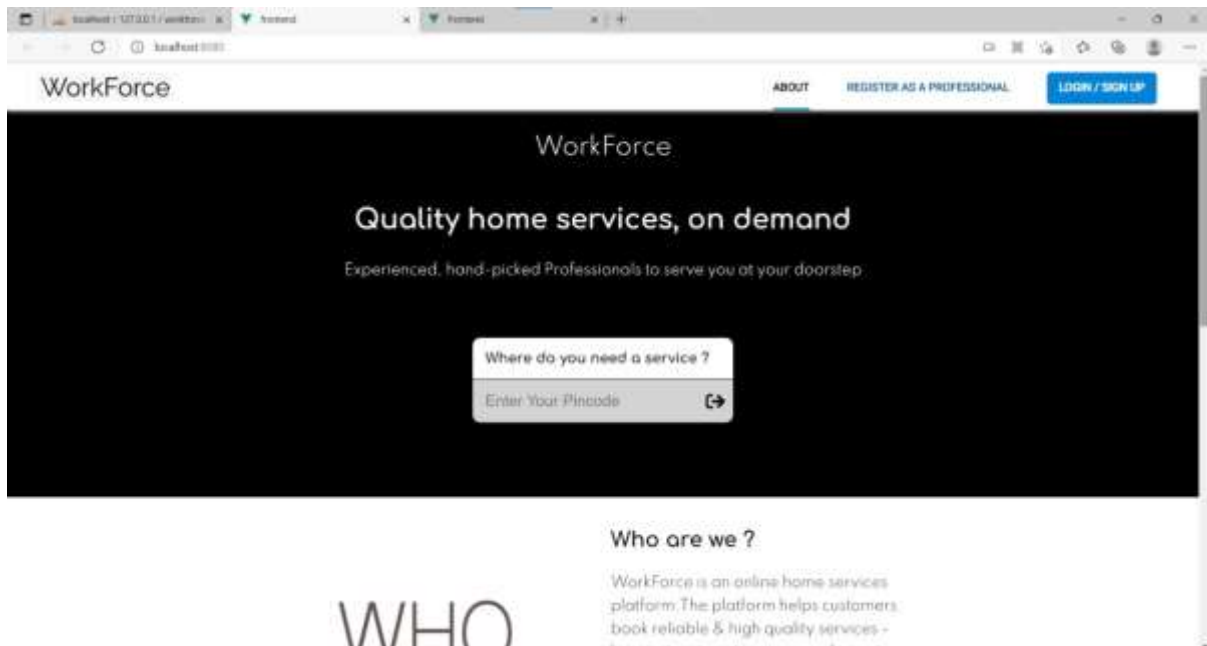 frontend
frontend
WorkForce
ABOUT
REGISTER AS A PROFESSIONAL
LOGIN / SIGN UP
WorkForce
Quality home services, on demand
Experienced, hand-picked Professionals to serve you at your doorstep
Where do you need a service ?
Enter Your Pincode
Who are we ?
WorkForce is an online home services
platform. The platform helps customers
book reliable & high quality services –
WHO